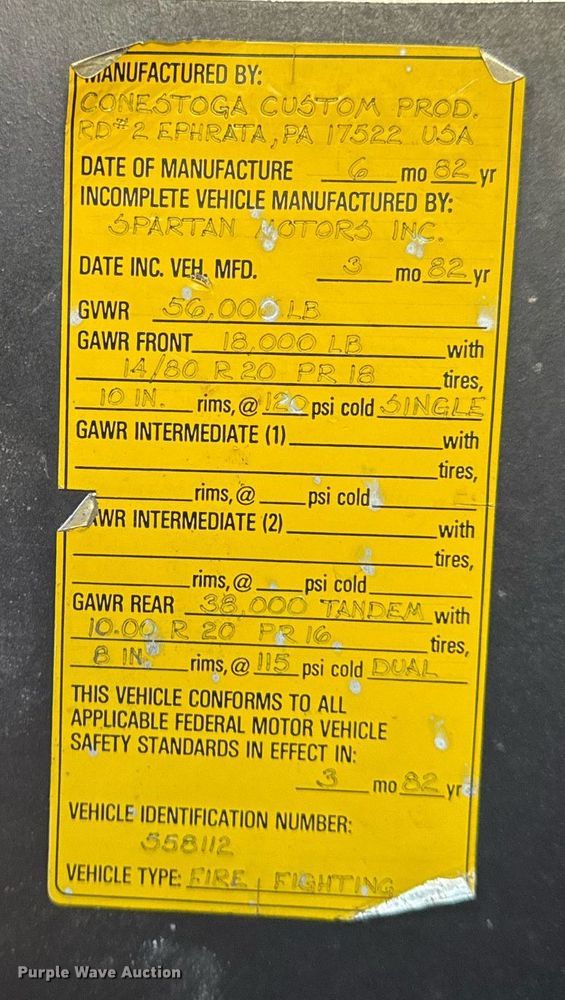 MANUFACTURED BY:
CONESTOGA CUSTOM PROD.
RD#2 EPHRATA, PA 17522 USA
DATE OF MANUFACTURE 6 mo 82 yr
INCOMPLETE VEHICLE MANUFACTURED BY:
SPARTAN MOTORS INC.
DATE INC. VEH. MFD. 3 mo 82 yr
GVWR 56,000 LB
GAWR FRONT 18,000 LB with
14/80 R 20 PR 18 tires,
10 IN. rims, @ 120 psi cold SINGLE
GAWR INTERMEDIATE (1) with
tires,
rims, @ psi cold
GAWR INTERMEDIATE (2) with
tires,
rims, @ psi cold
GAWR REAR 38,000 TANDEM with
10.00 R 20 PR 16 tires,
8 IN. rims, @ 115 psi cold DUAL
THIS VEHICLE CONFORMS TO ALL
APPLICABLE FEDERAL MOTOR VEHICLE
SAFETY STANDARDS IN EFFECT IN:
3 mo 82 yr
VEHICLE IDENTIFICATION NUMBER:
558112
VEHICLE TYPE: FIRE FIGHTING
Purple Wave Auction